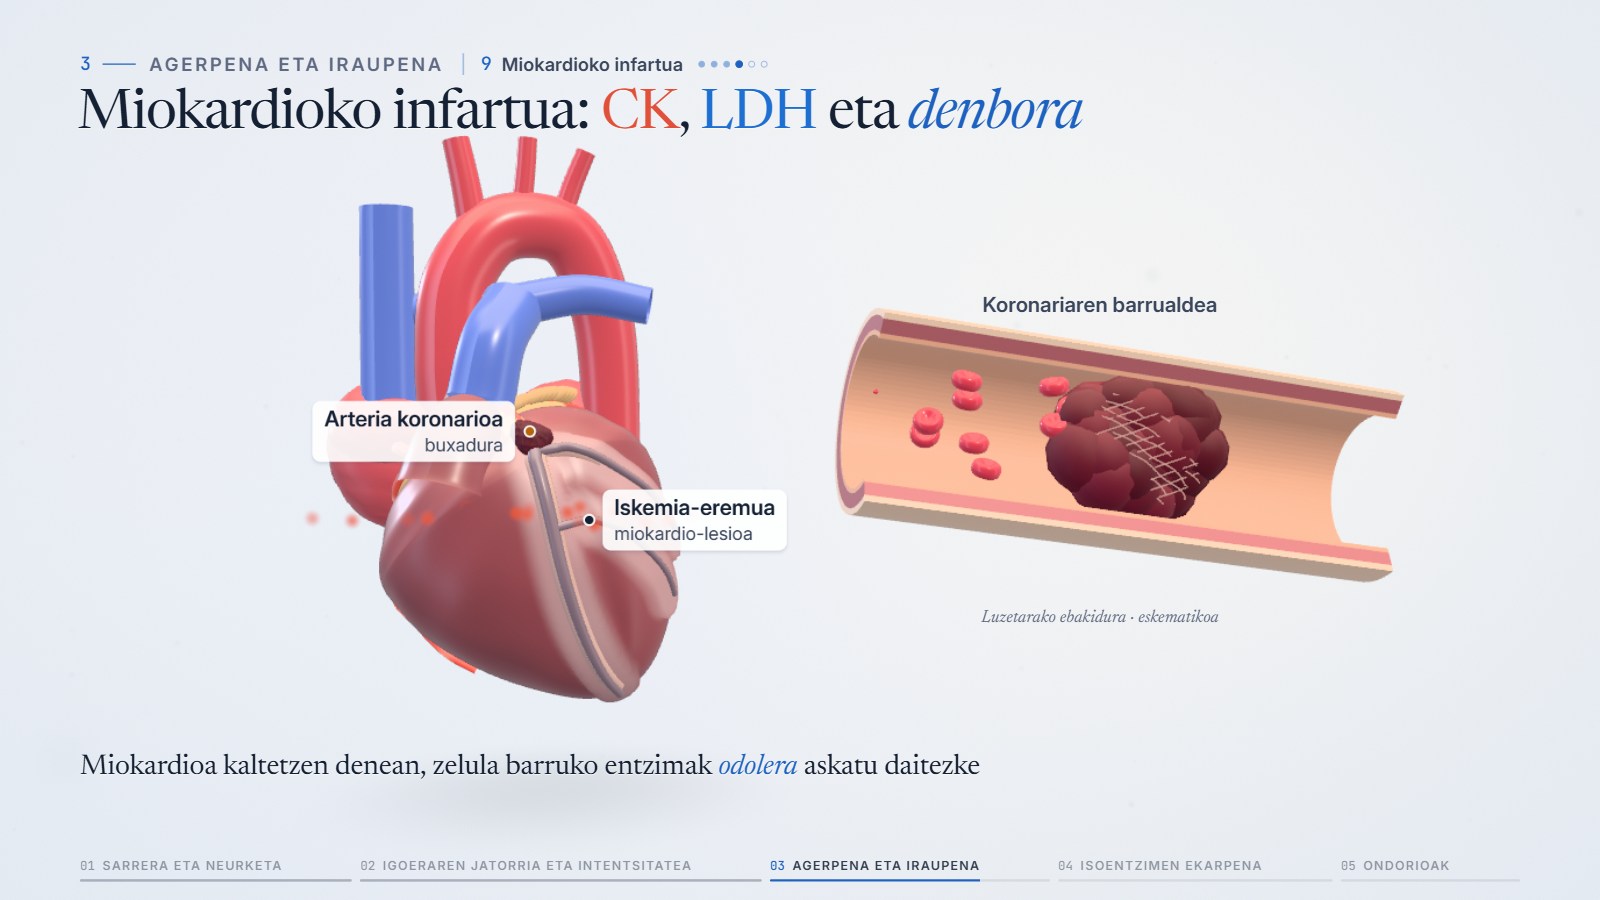 3 — AGERPENA ETA IRAUPENA | 9 Miokardioko infartua
Miokardioko infartua: CK, LDH eta denbora
Koronariaren barrualdea
Arteria koronarioa
buxadura
Iskemia-eremua
miokardio-lesioa
Luzetarako ebakidura · eskematikoa
Miokardioa kaltetzen denean, zelula barruko entzimak odolera askatu daitezke
01 SARRERA ETA NEURKETA
02 IGOERAREN JATORRIA ETA INTENTSITATEA
03 AGERPENA ETA IRAUPENA
04 ISOENTZIMEN EKARPENA
05 ONDORIOAK